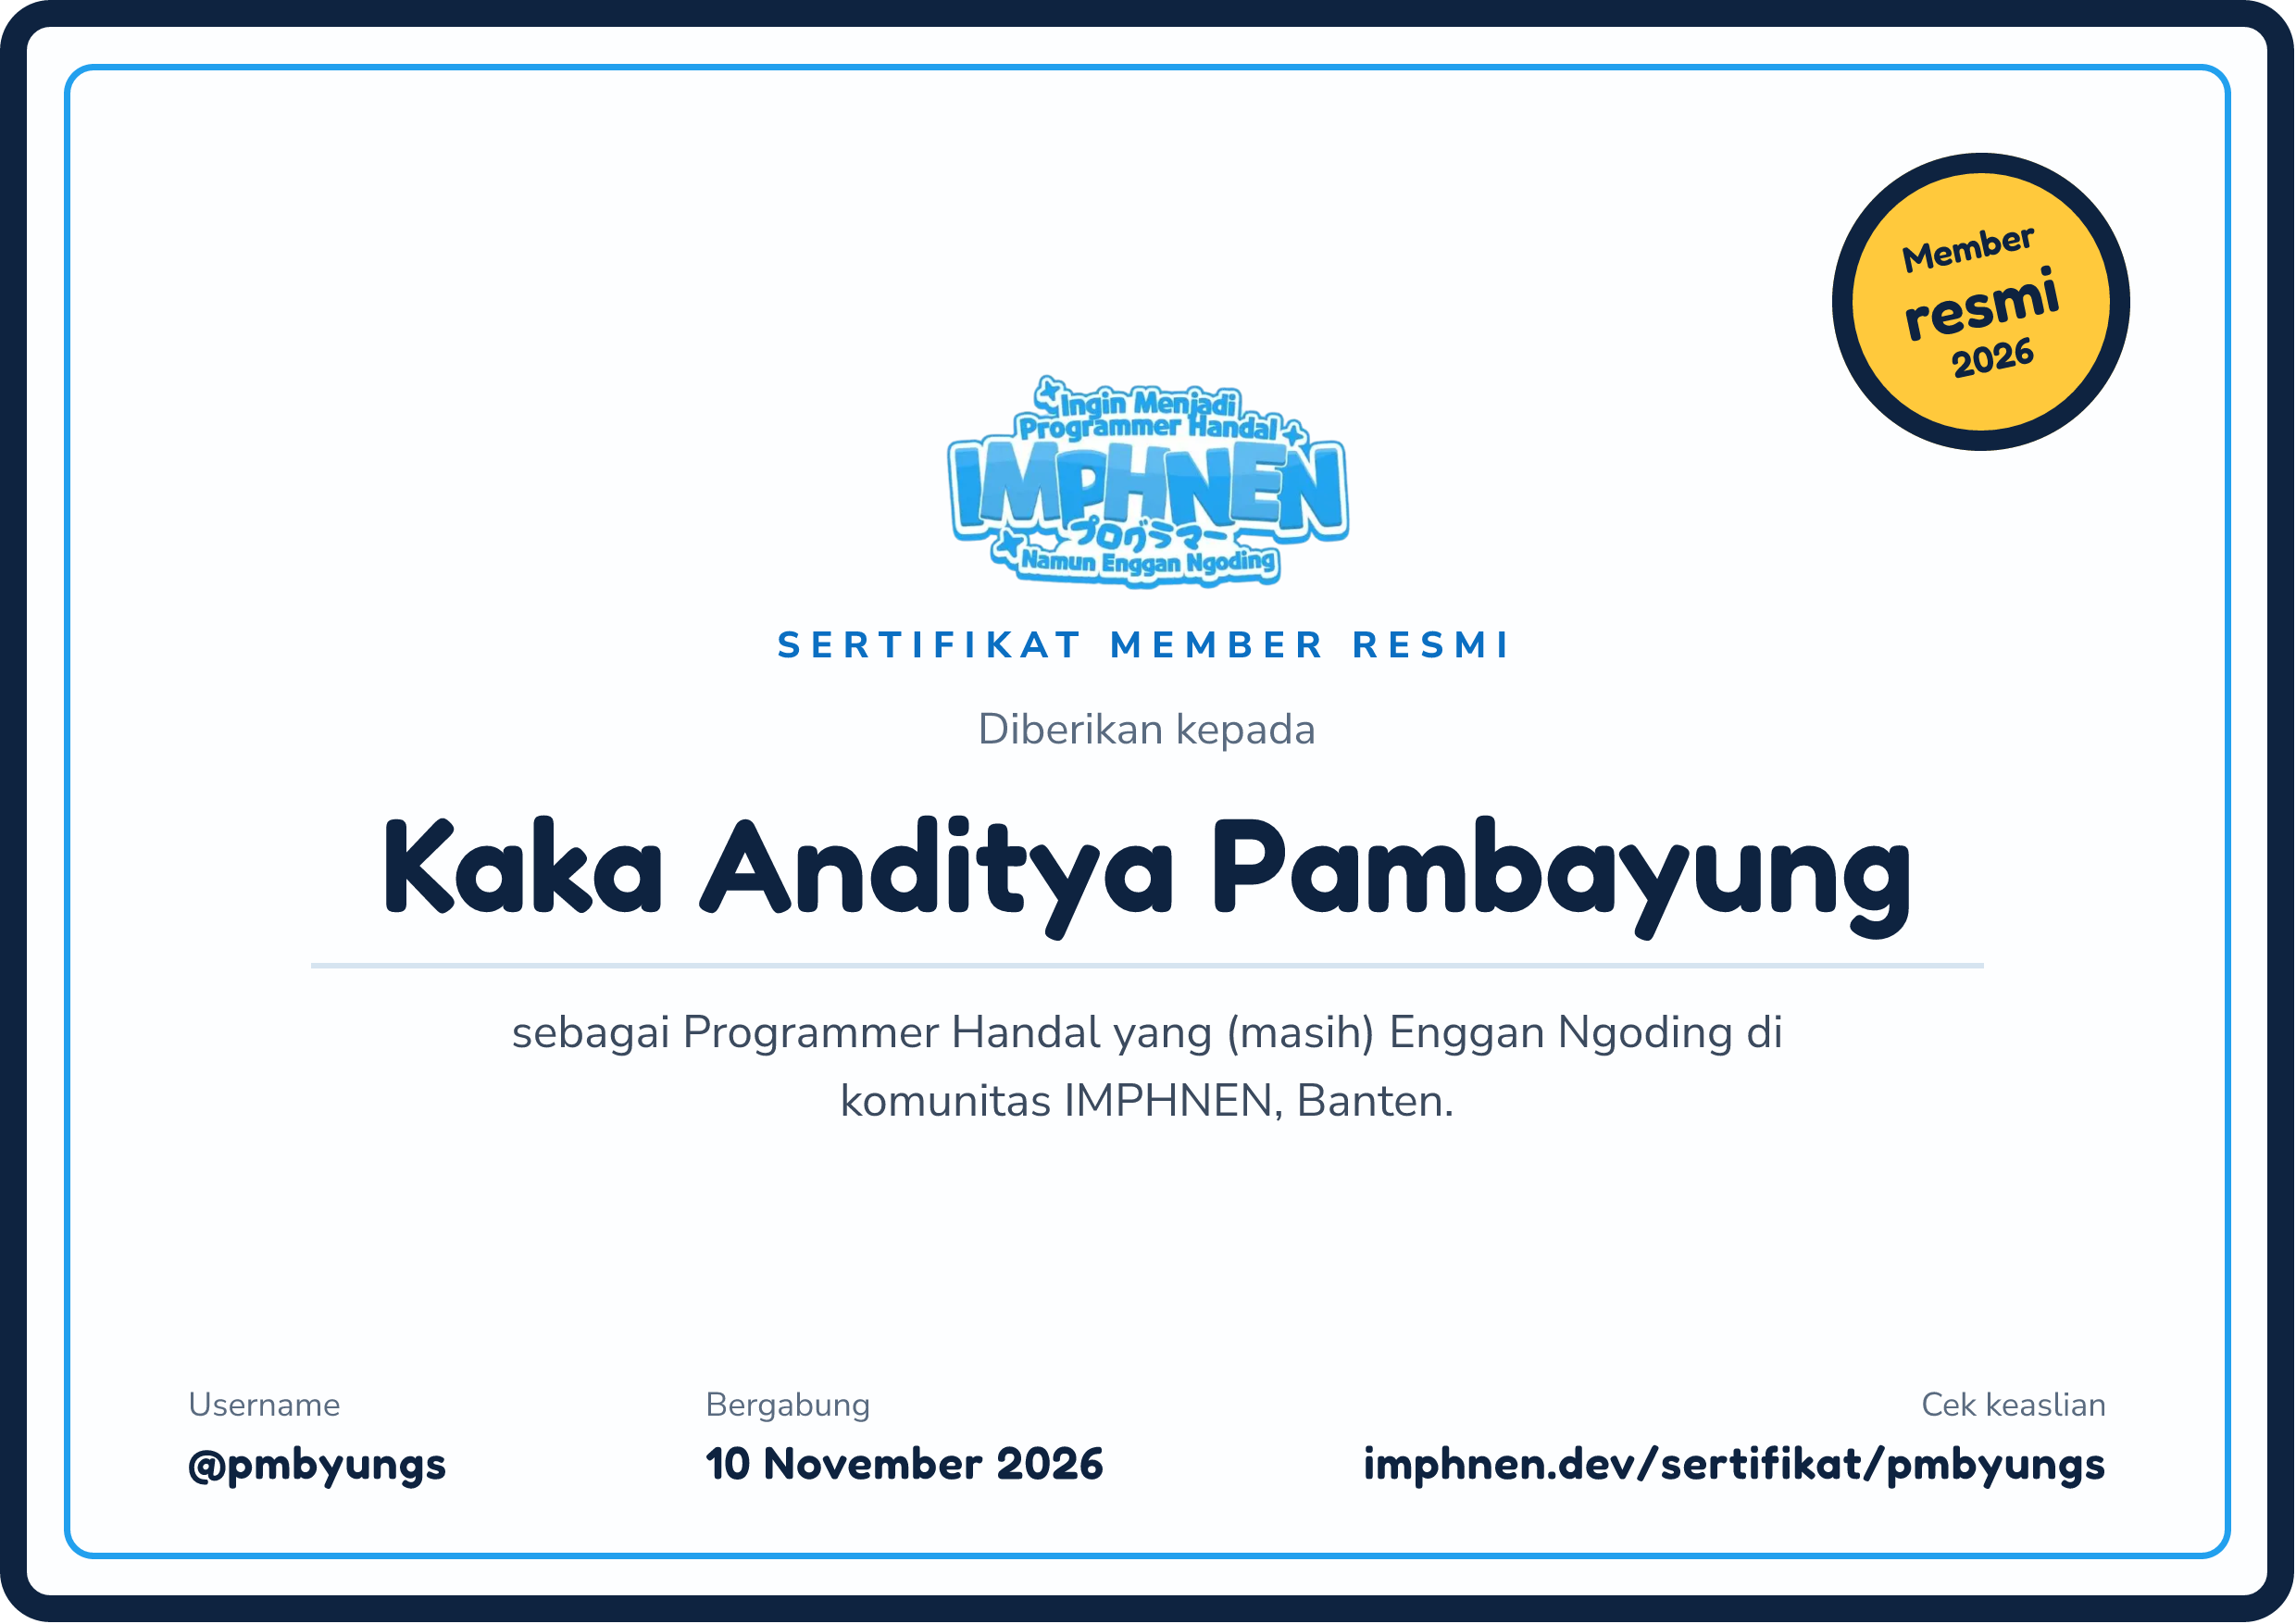 Member
resmi
2026
Ingin Menjadi
Programmer Handal
IMPHNEN
プログラマー
Namun Enggan Ngoding
SERTIFIKAT MEMBER RESMI
Diberikan kepada
Kaka Anditya Pambayung
sebagai Programmer Handal yang (masih) Enggan Ngoding di
komunitas IMPHNEN, Banten.
Username
@pmbyungs
Bergabung
10 November 2026
Cek keaslian
imphnen.dev/sertifikat/pmbyungs